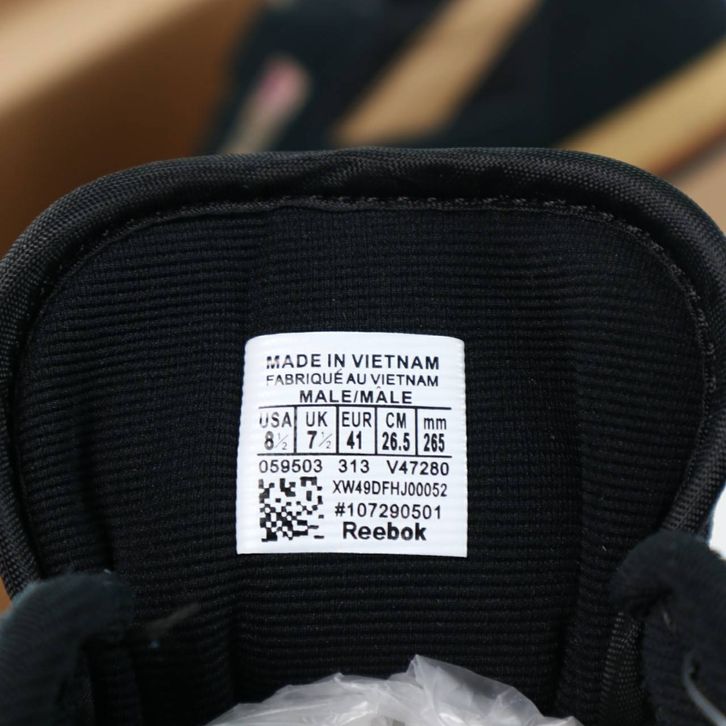 MADE IN VIETNAM
FABRIQUÉ AU VIETNAM
MALE/MÂLE
USA UK EUR CM mm
8½ 7½ 41 26.5 265
059503 313 V47280
XW49DFHJ00052
#107290501
Reebok